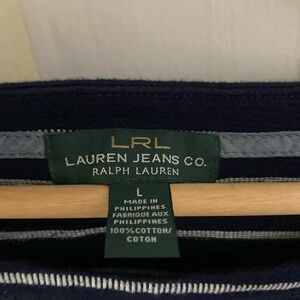 LRL
LAUREN JEANS CO.
RALPH LAUREN
L
MADE IN
PHILIPPINES
FABRIQUE AUX
PHILIPPINES
100% COTTON/
COTON